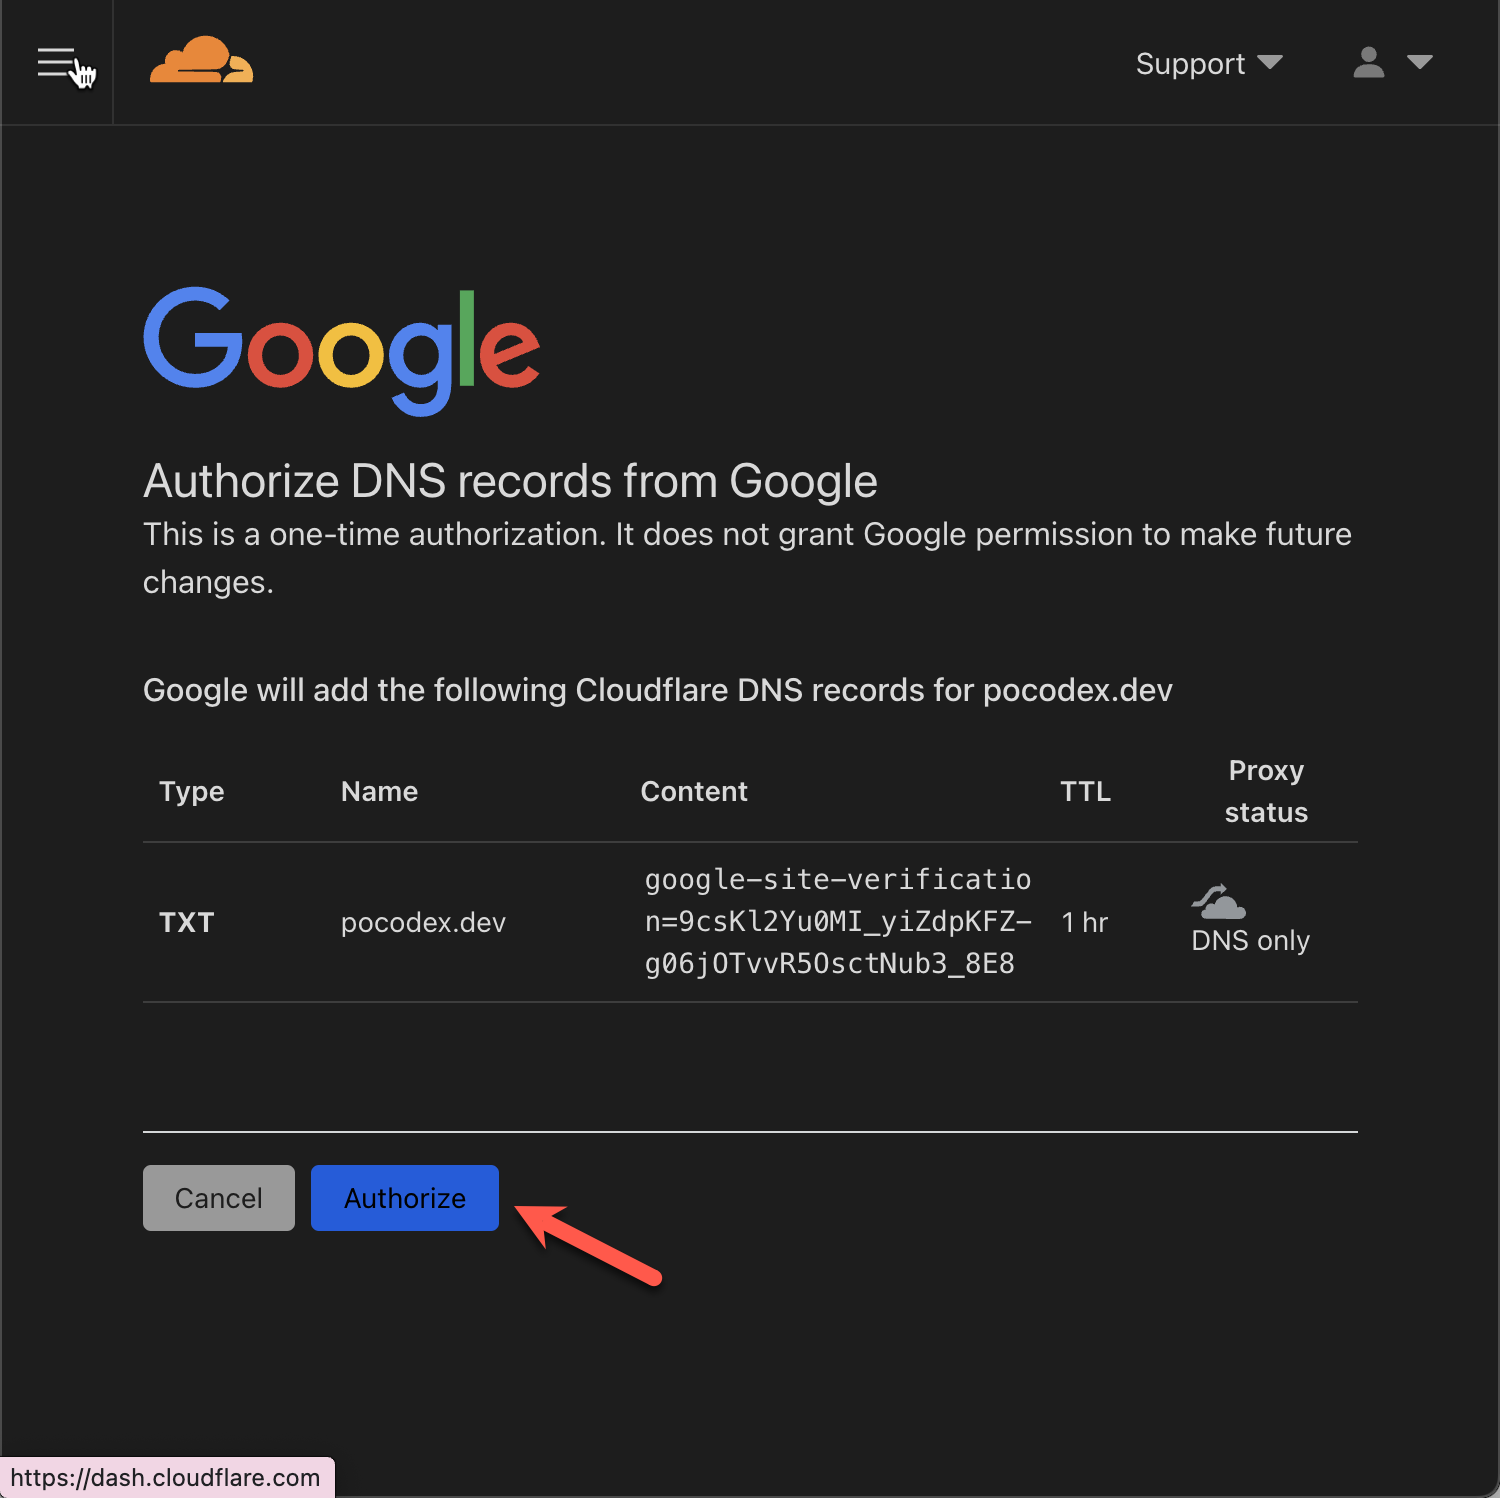 Support
Google
Authorize DNS records from Google
This is a one-time authorization. It does not grant Google permission to make future
changes.
Google will add the following Cloudflare DNS records for pocodex.dev
Type Name Content TTL Proxy status
TXT pocodex.dev google-site-verificatio
n=9csKl2Yu0MI_yiZdpKFZ-
g06jOTvvR5OsctNub3_8E8 1 hr DNS only
Cancel Authorize
https://dash.cloudflare.com